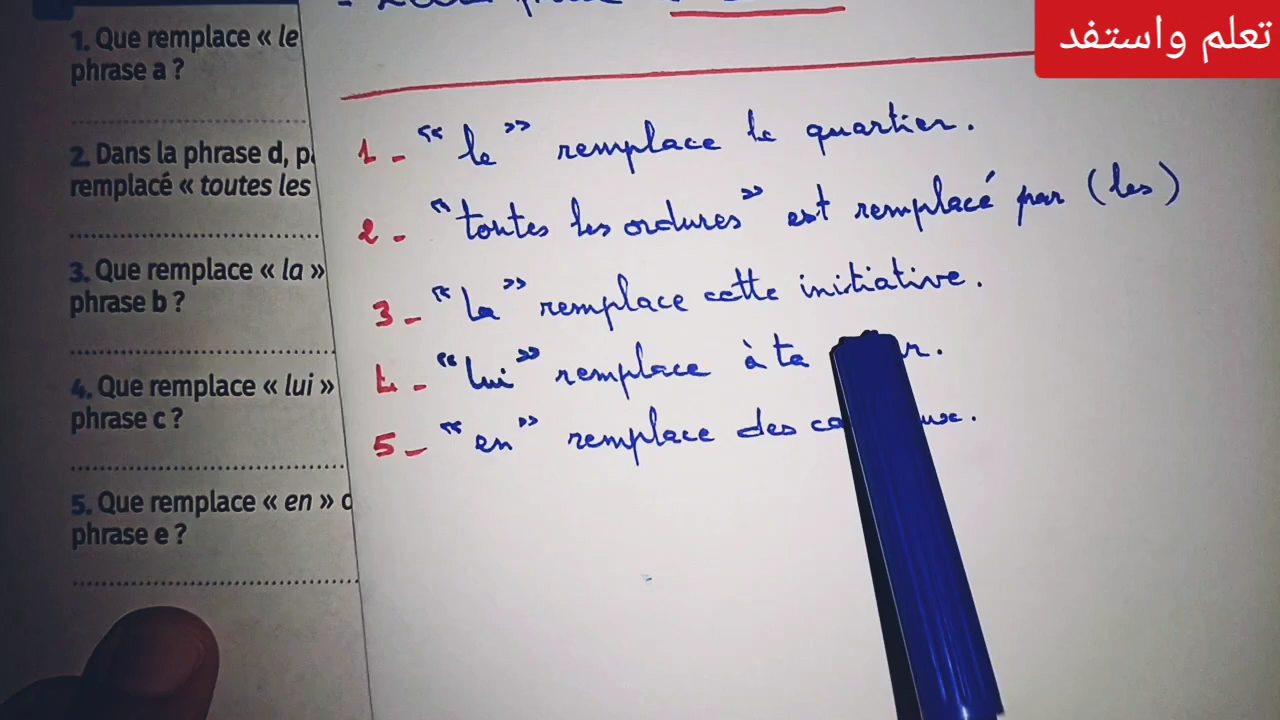 تعلم واستفد
1. Que remplace « le
phrase a ?
2. Dans la phrase d, p
remplacé « toutes les
3. Que remplace « la »
phrase b ?
4. Que remplace « lui »
phrase c ?
5. Que remplace « en » d
phrase e ?
1- "le" remplace le quartier.
2- "toutes les ordures" est remplacé par (les)
3- "la" remplace cette initiative.
4- "lui" remplace à ta
5- "en" remplace des